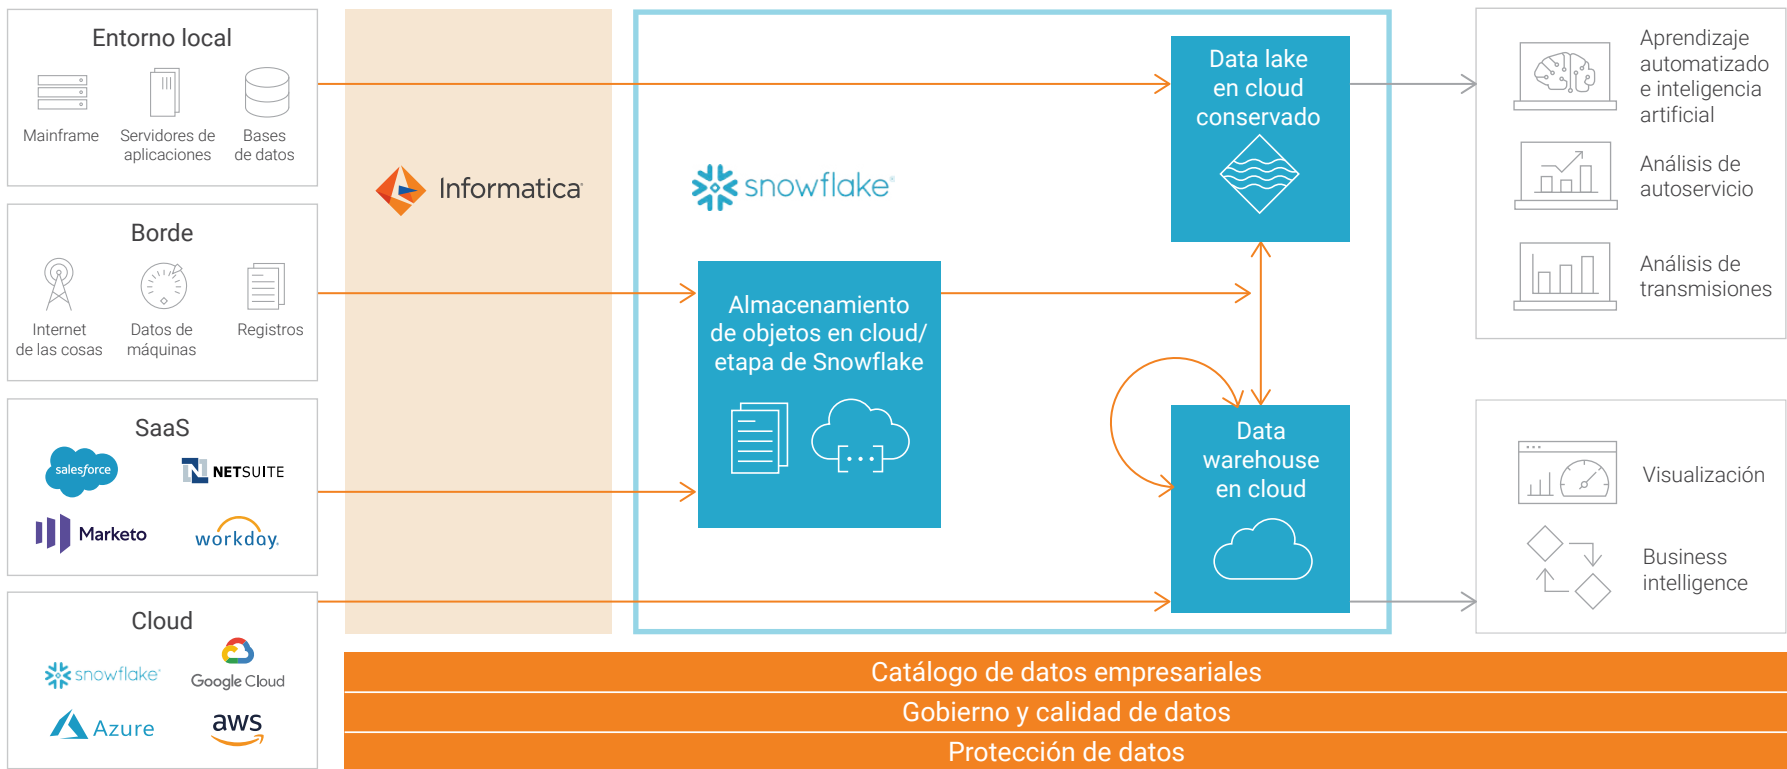 Entorno local
Mainframe
Servidores de
aplicaciones
Bases
de datos
Borde
Internet
de las cosas
Datos de
máquinas
Registros
SaaS
salesforce
NETSUITE
Marketo
workday.
Cloud
snowflake®
Google Cloud
Azure
aws
Informatica
snowflake®
Almacenamiento
de objetos en cloud/
etapa de Snowflake
Data lake
en cloud
conservado
Data
warehouse
en cloud
Aprendizaje
automatizado
e inteligencia
artificial
Análisis de
autoservicio
Análisis de
transmisiones
Visualización
Business
intelligence
Catálogo de datos empresariales
Gobierno y calidad de datos
Protección de datos